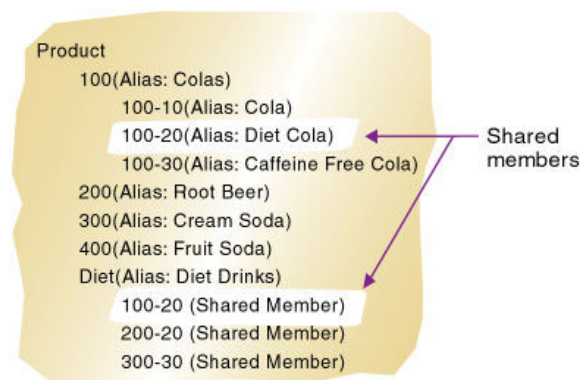 Product
100(Alias: Colas)
100-10(Alias: Cola)
100-20(Alias: Diet Cola)
100-30(Alias: Caffeine Free Cola)
200(Alias: Root Beer)
300(Alias: Cream Soda)
400(Alias: Fruit Soda)
Diet(Alias: Diet Drinks)
100-20 (Shared Member)
200-20 (Shared Member)
300-30 (Shared Member)
Shared
members